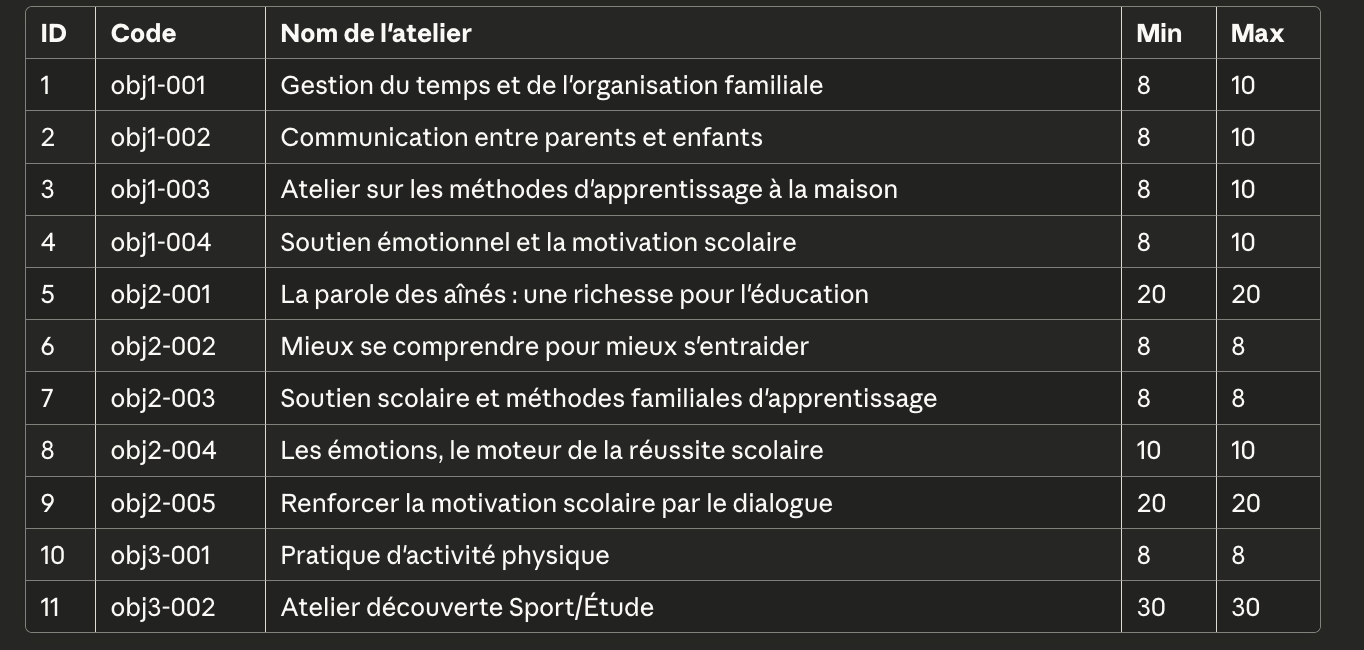 ID Code Nom de l'atelier Min Max
1 obj1-001 Gestion du temps et de l'organisation familiale 8 10
2 obj1-002 Communication entre parents et enfants 8 10
3 obj1-003 Atelier sur les méthodes d'apprentissage à la maison 8 10
4 obj1-004 Soutien émotionnel et la motivation scolaire 8 10
5 obj2-001 La parole des aînés : une richesse pour l'éducation 20 20
6 obj2-002 Mieux se comprendre pour mieux s'entraider 8 8
7 obj2-003 Soutien scolaire et méthodes familiales d'apprentissage 8 8
8 obj2-004 Les émotions, le moteur de la réussite scolaire 10 10
9 obj2-005 Renforcer la motivation scolaire par le dialogue 20 20
10 obj3-001 Pratique d'activité physique 8 8
11 obj3-002 Atelier découverte Sport/Étude 30 30